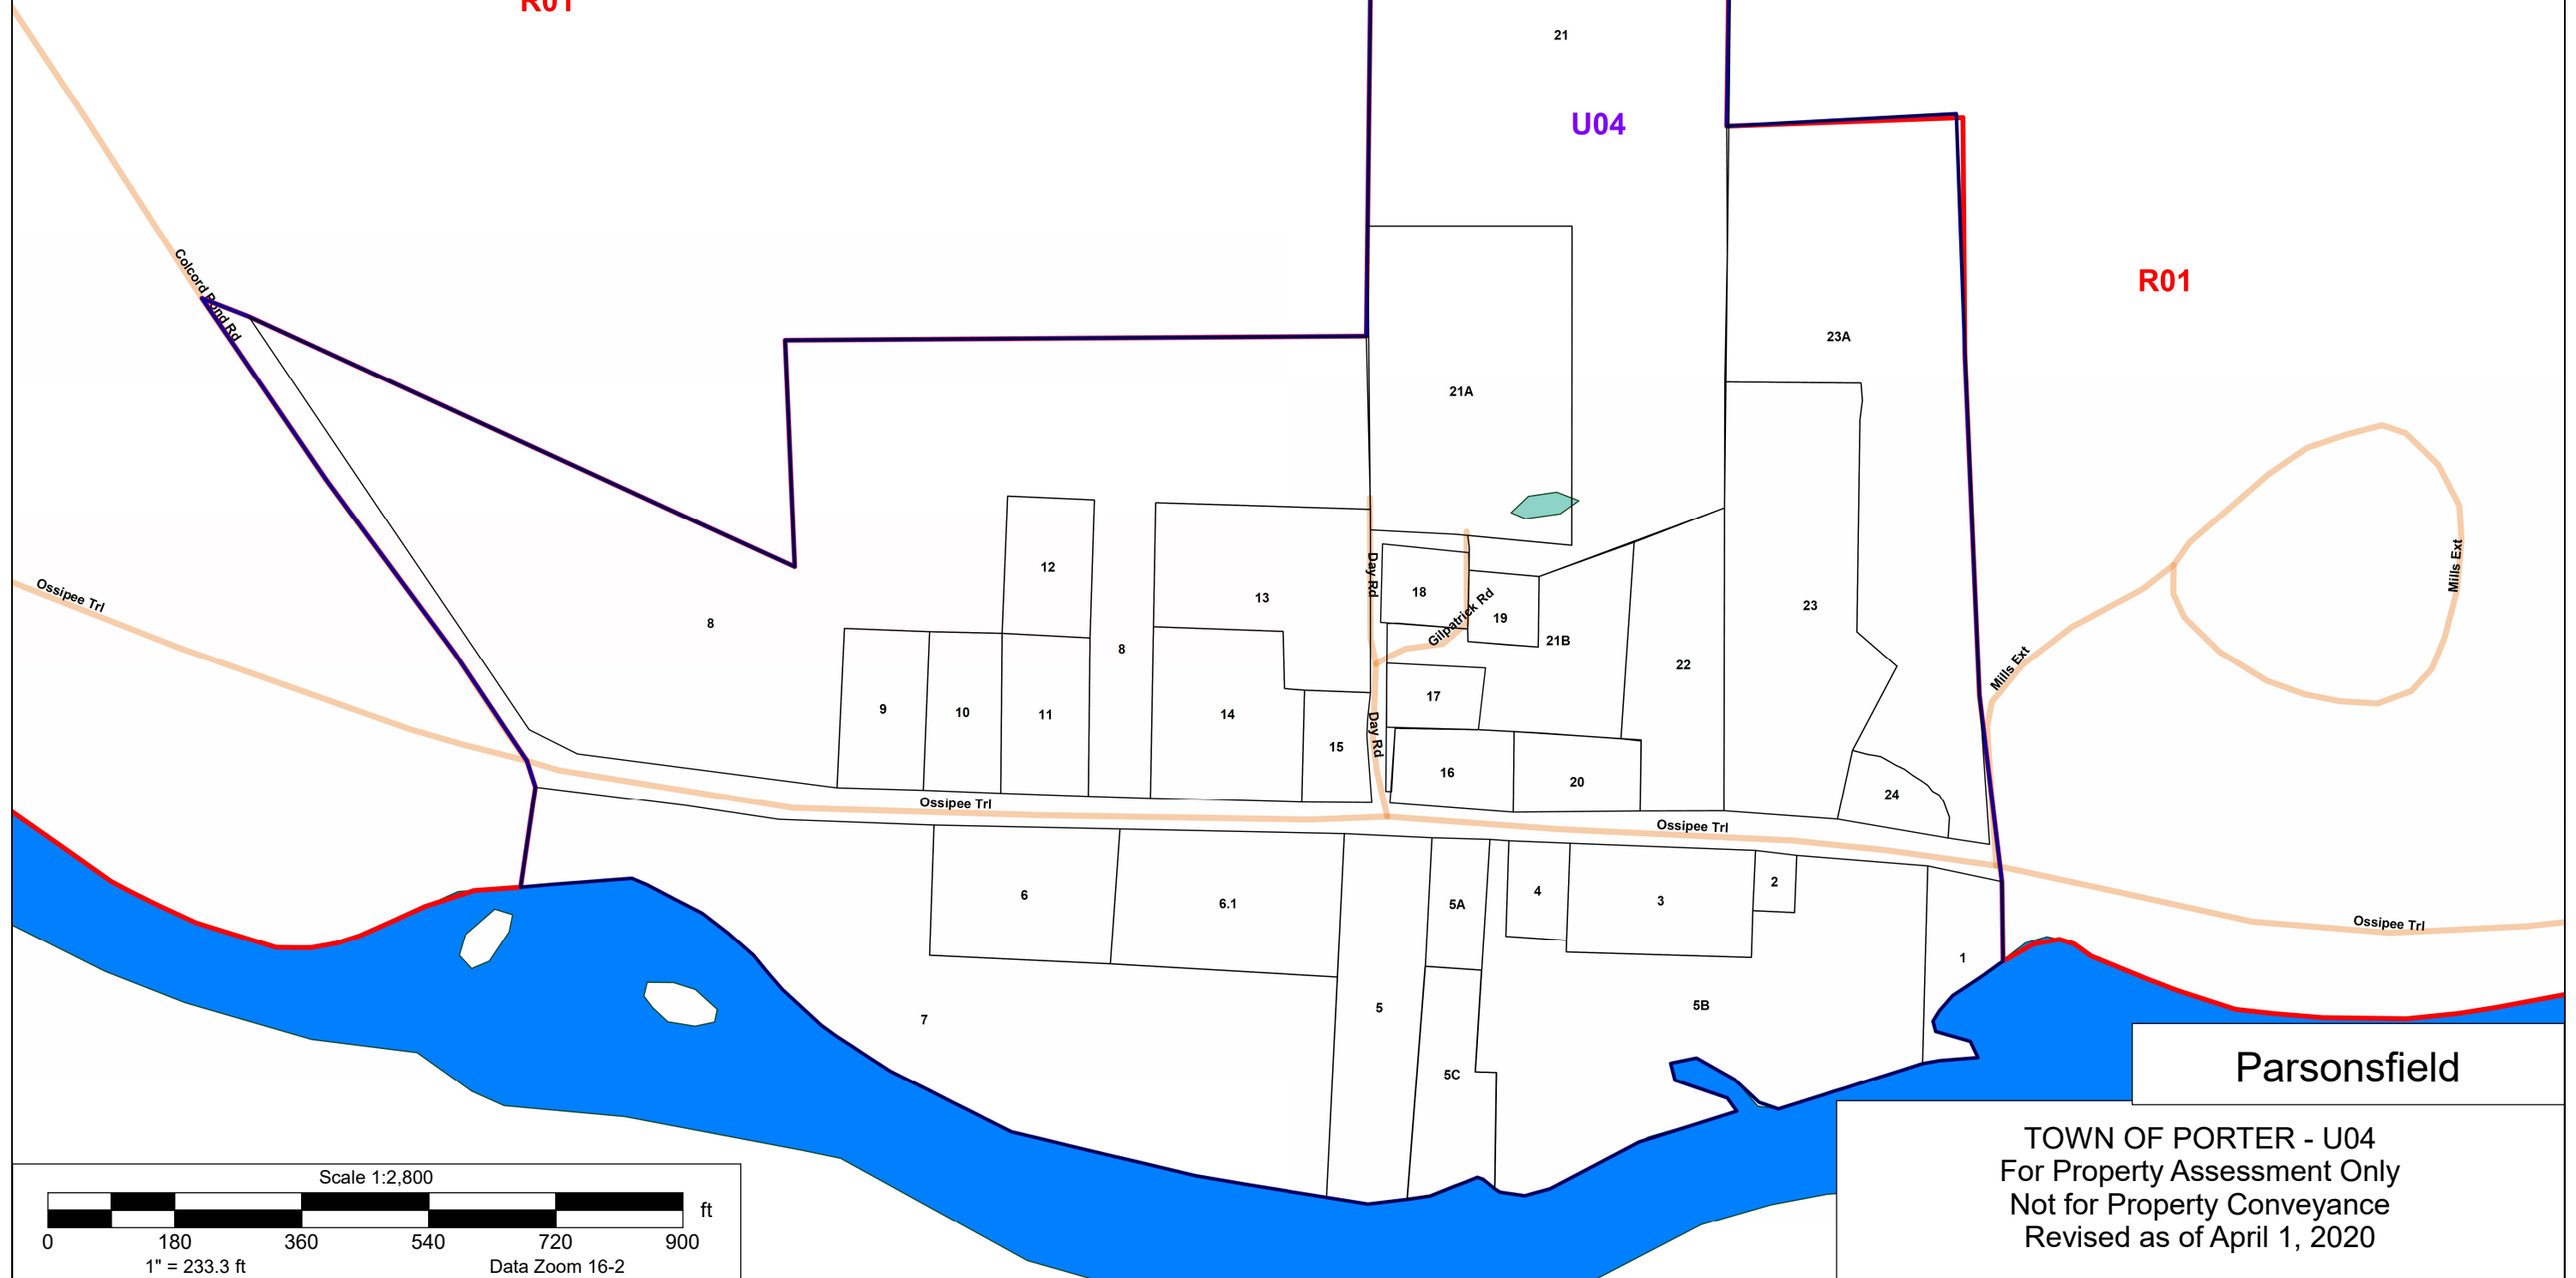 R01
21
U04
Colcord Pond Rd
R01
23A
21A
Ossipee Trl
8
12
13
Day Rd
18
Gilpatrick Rd
19
21B
23
22
Mills Ext
Mills Ext
8
9
10
11
14
15
17
Day Rd
16
20
24
Ossipee Trl
Ossipee Trl
Ossipee Trl
6
6.1
5A
4
3
2
1
7
5
5B
5C
Parsonsfield
TOWN OF PORTER - U04
For Property Assessment Only
Not for Property Conveyance
Revised as of April 1, 2020
Scale 1:2,800
ft
0 180 360 540 720 900
1" = 233.3 ft Data Zoom 16-2